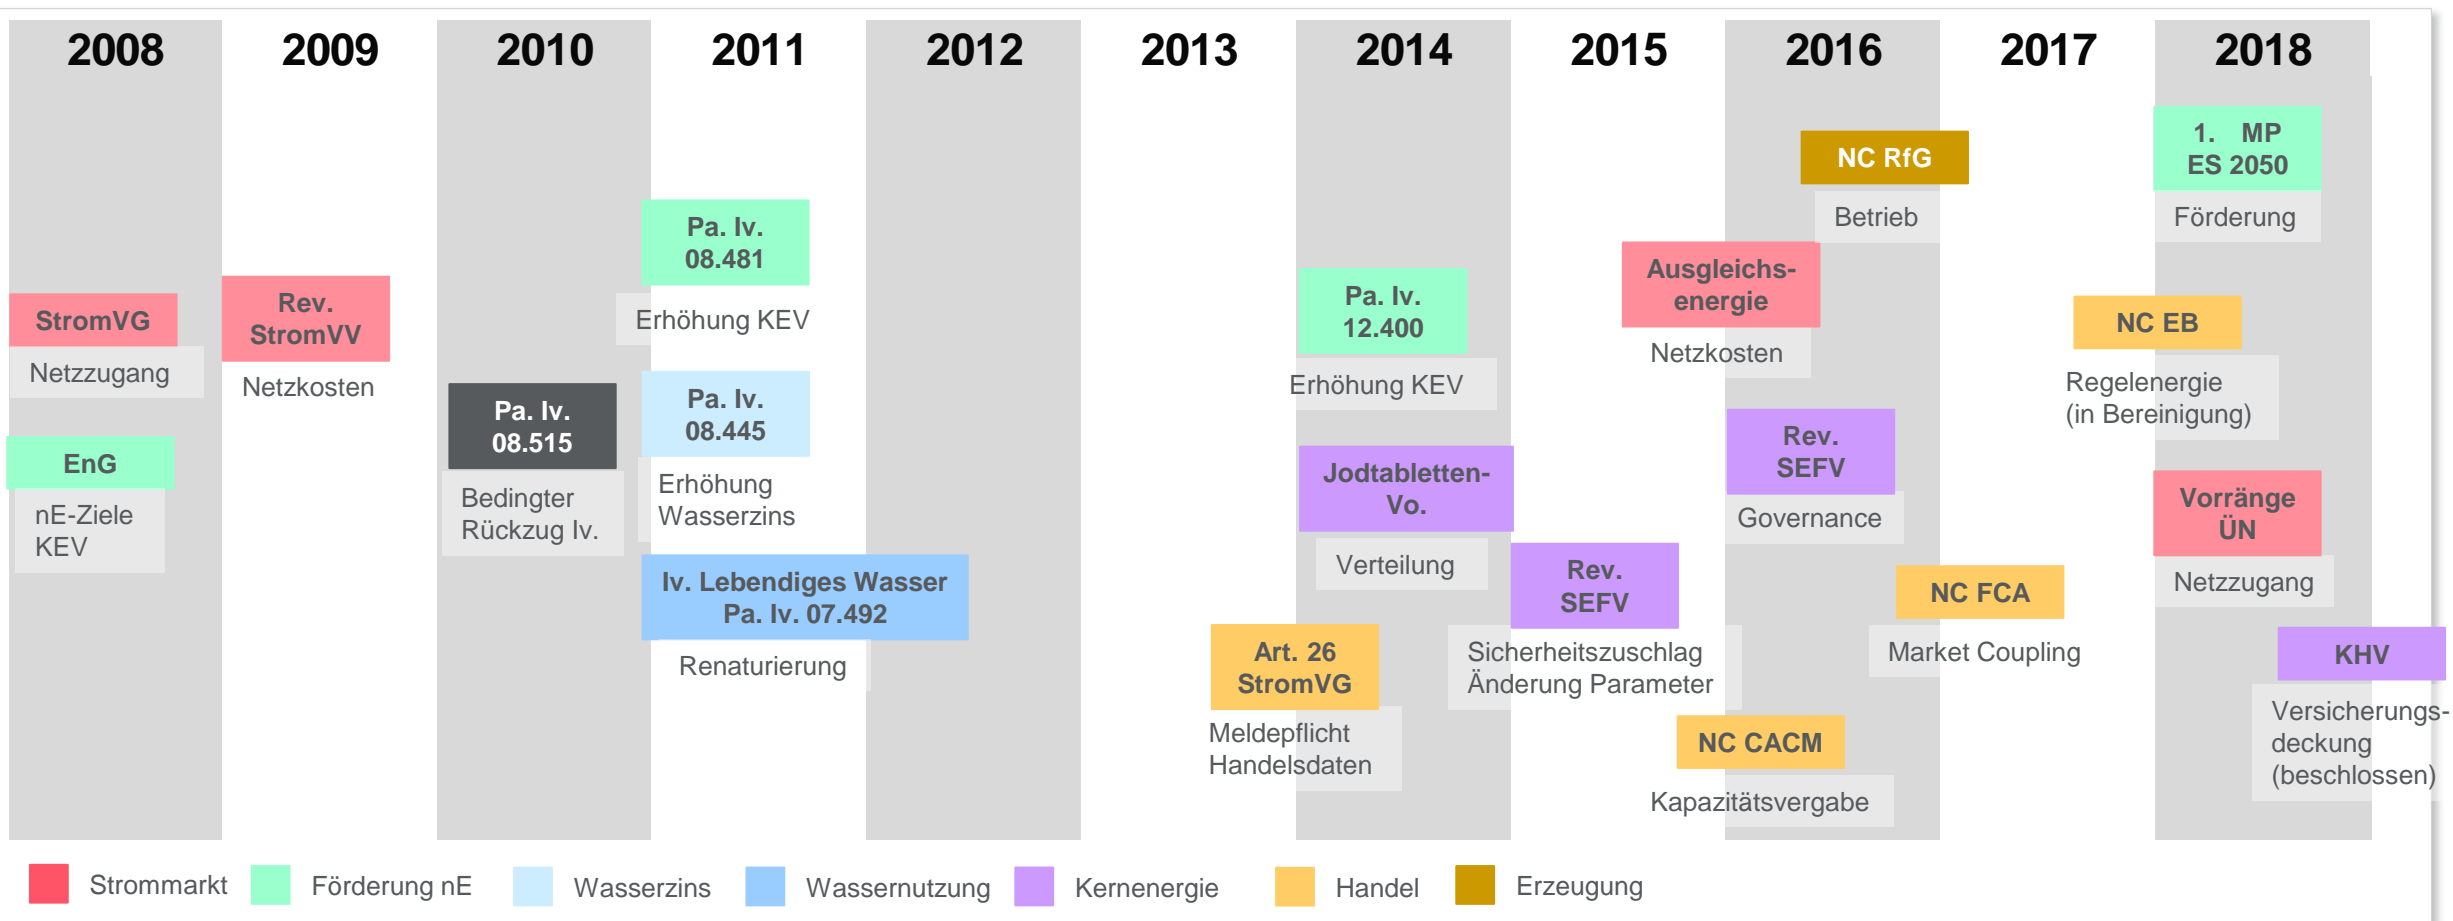 2008
2009
2010
2011
2012
2013
2014
2015
2016
2017
2018
StromVG
Netzzugang
EnG
nE-Ziele
KEV
Rev.
StromVV
Netzkosten
Pa. Iv.
08.515
Bedingter
Rückzug Iv.
Pa. Iv.
08.481
Erhöhung KEV
Pa. Iv.
08.445
Erhöhung
Wasserzins
Iv. Lebendiges Wasser
Pa. Iv. 07.492
Renaturierung
Art. 26
StromVG
Meldepflicht
Handelsdaten
Pa. Iv.
12.400
Erhöhung KEV
Jodtabletten-
Vo.
Verteilung
Rev.
SEFV
Sicherheitszuschlag
Änderung Parameter
Ausgleichs-
energie
Netzkosten
NC CACM
Kapazitätsvergabe
NC RfG
Betrieb
Rev.
SEFV
Governance
NC FCA
Market Coupling
NC EB
Regelenergie
(in Bereinigung)
1. MP
ES 2050
Förderung
Vorränge
ÜN
Netzzugang
KHV
Versicherungs-
deckung
(beschlossen)
Strommarkt
Förderung nE
Wasserzins
Wassernutzung
Kernenergie
Handel
Erzeugung